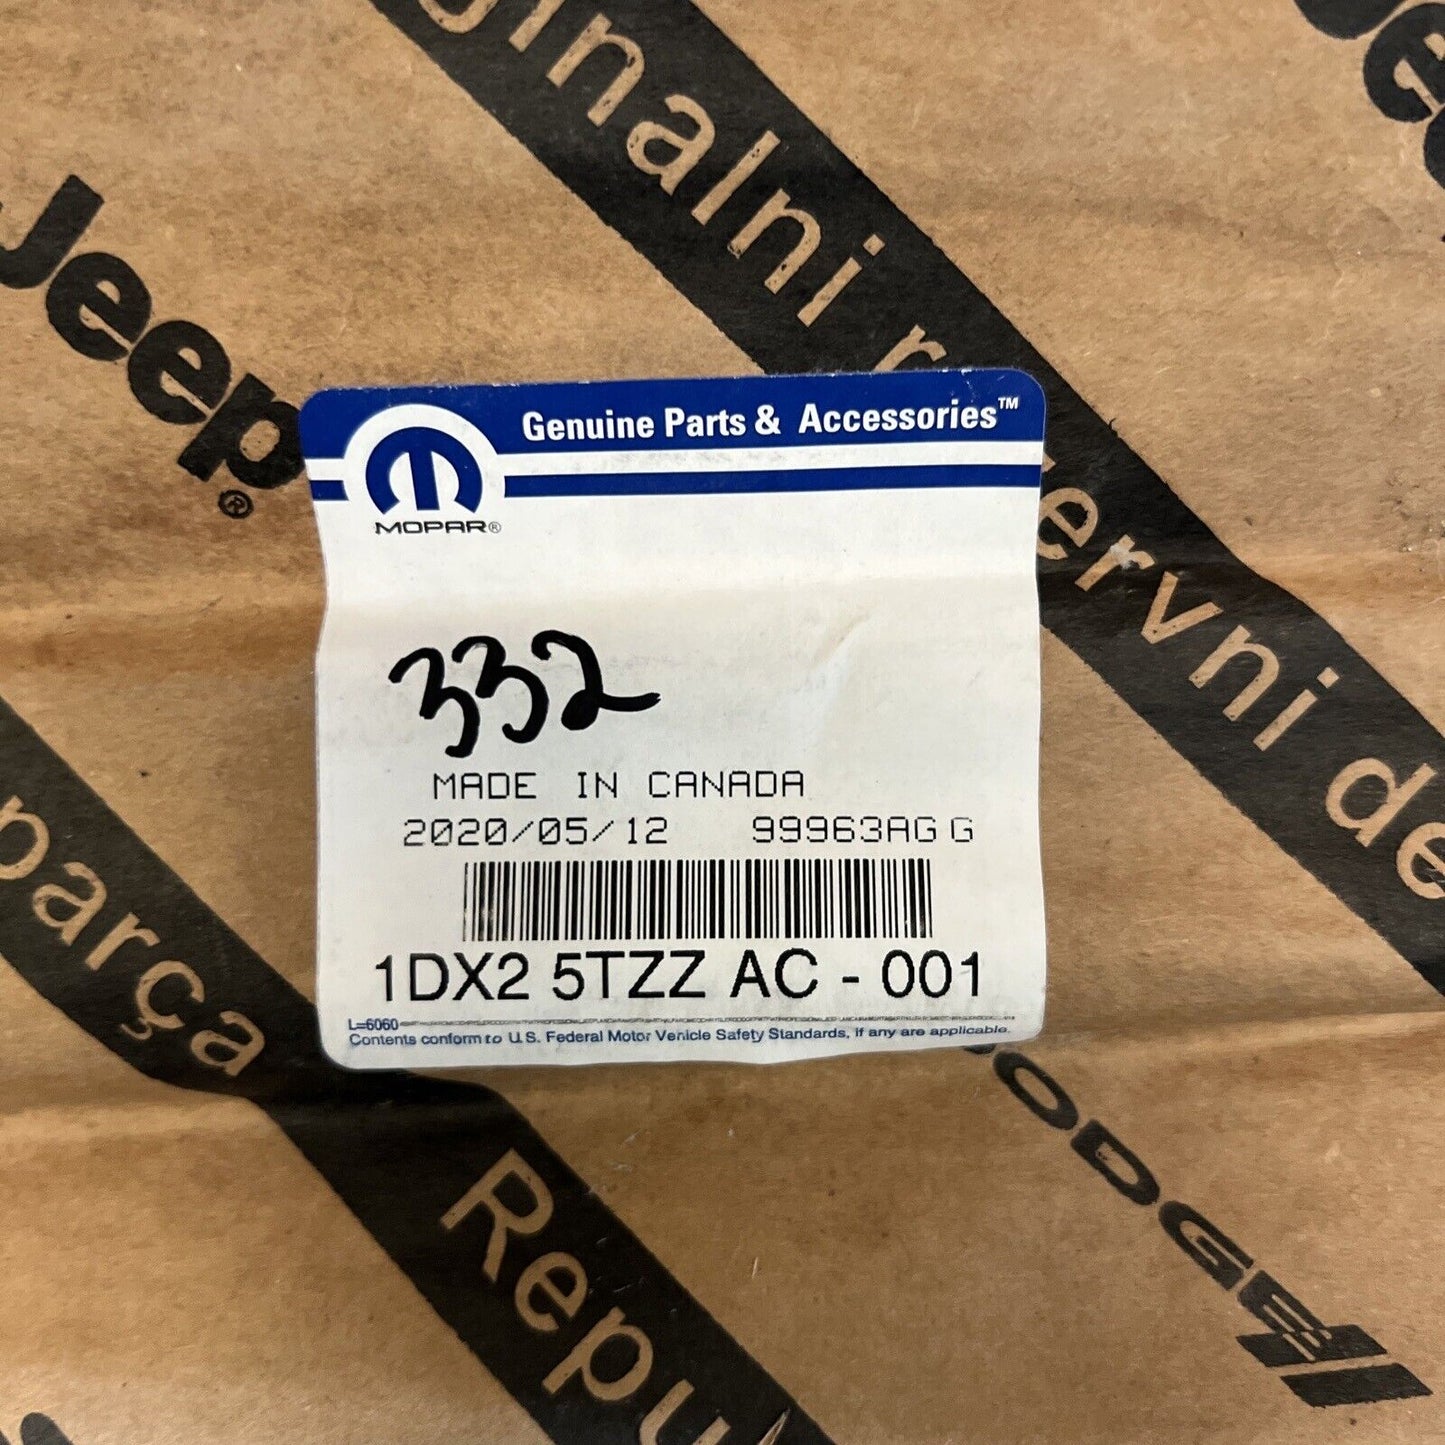 ginalni rezervni de
Jeep®
Genuine Parts & Accessories™
MOPAR®
332
MADE IN CANADA
2020/05/12 99963AG G
1DX2 5TZZ AC - 001
L=6060
Contents conform to U.S. Federal Motor Vehicle Safety Standards, if any are applicable.
parça Repu
DODGE